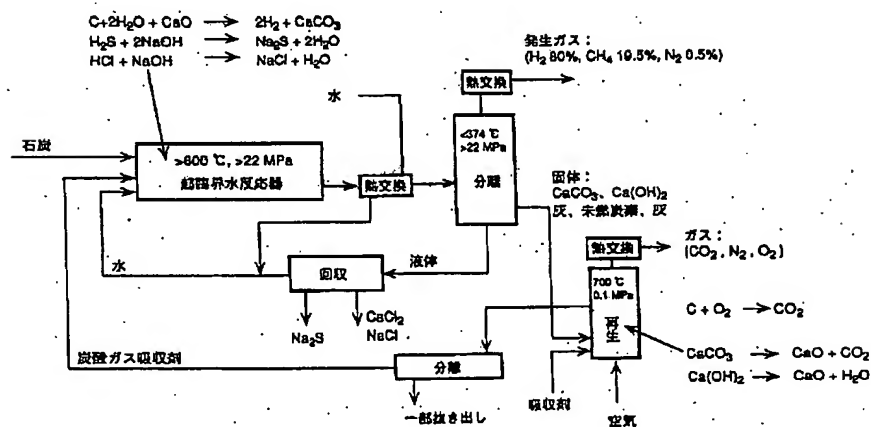 C+2H₂O + CaO → 2H₂ + CaCO₃
H₂S + 2NaOH → Na₂S + 2H₂O
HCl + NaOH → NaCl + H₂O
発生ガス：
(H₂ 80%, CH₄ 19.5%, N₂ 0.5%)
熱交換
水
石炭
>600 ℃, >22 MPa
超臨界水反応器
熱交換
<374 ℃
>22 MPa
分離
固体：
CaCO₃、Ca(OH)₂
灰、未燃炭素、灰
熱交換
ガス：
(CO₂ , N₂ , O₂)
水
回収
液体
700 ℃
0.1 MPa
再生
C + O₂ → CO₂
Na₂S
CaCl₂
NaCl
炭酸ガス吸収剤
分離
CaCO₃ → CaO + CO₂
Ca(OH)₂ → CaO + H₂O
一部抜き出し
吸収剤
空気